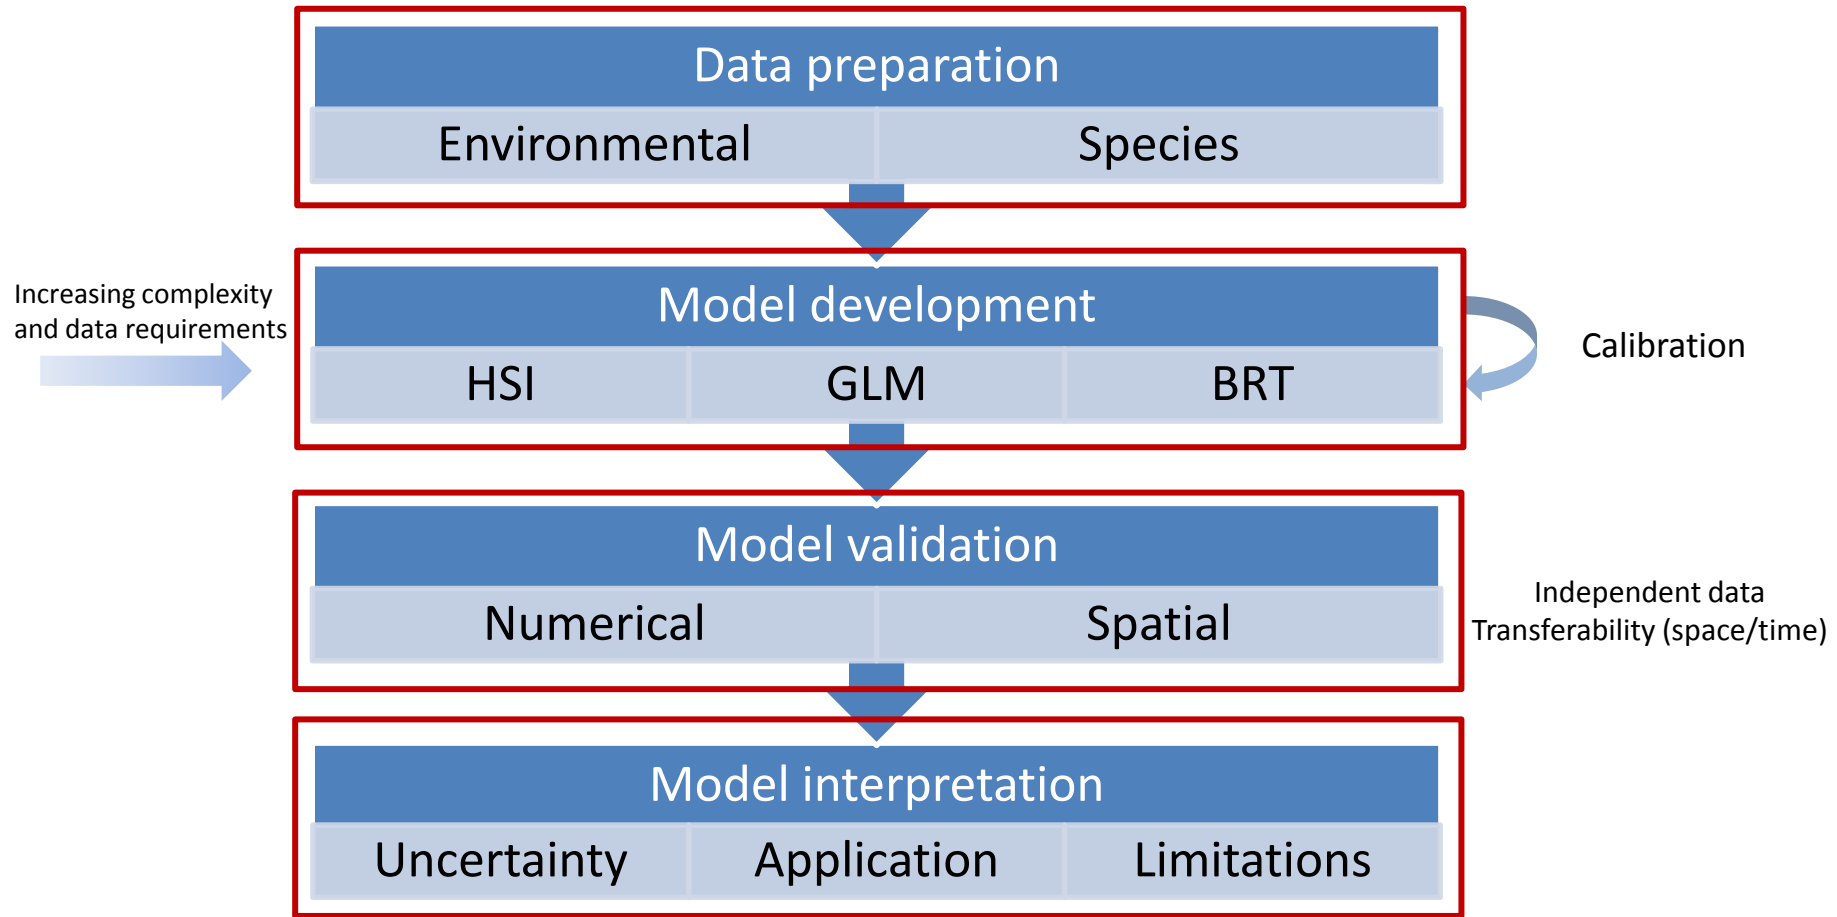 Data preparation
Environmental
Species
Increasing complexity
and data requirements
Model development
HSI
GLM
BRT
Calibration
Model validation
Numerical
Spatial
Independent data
Transferability (space/time)
Model interpretation
Uncertainty
Application
Limitations